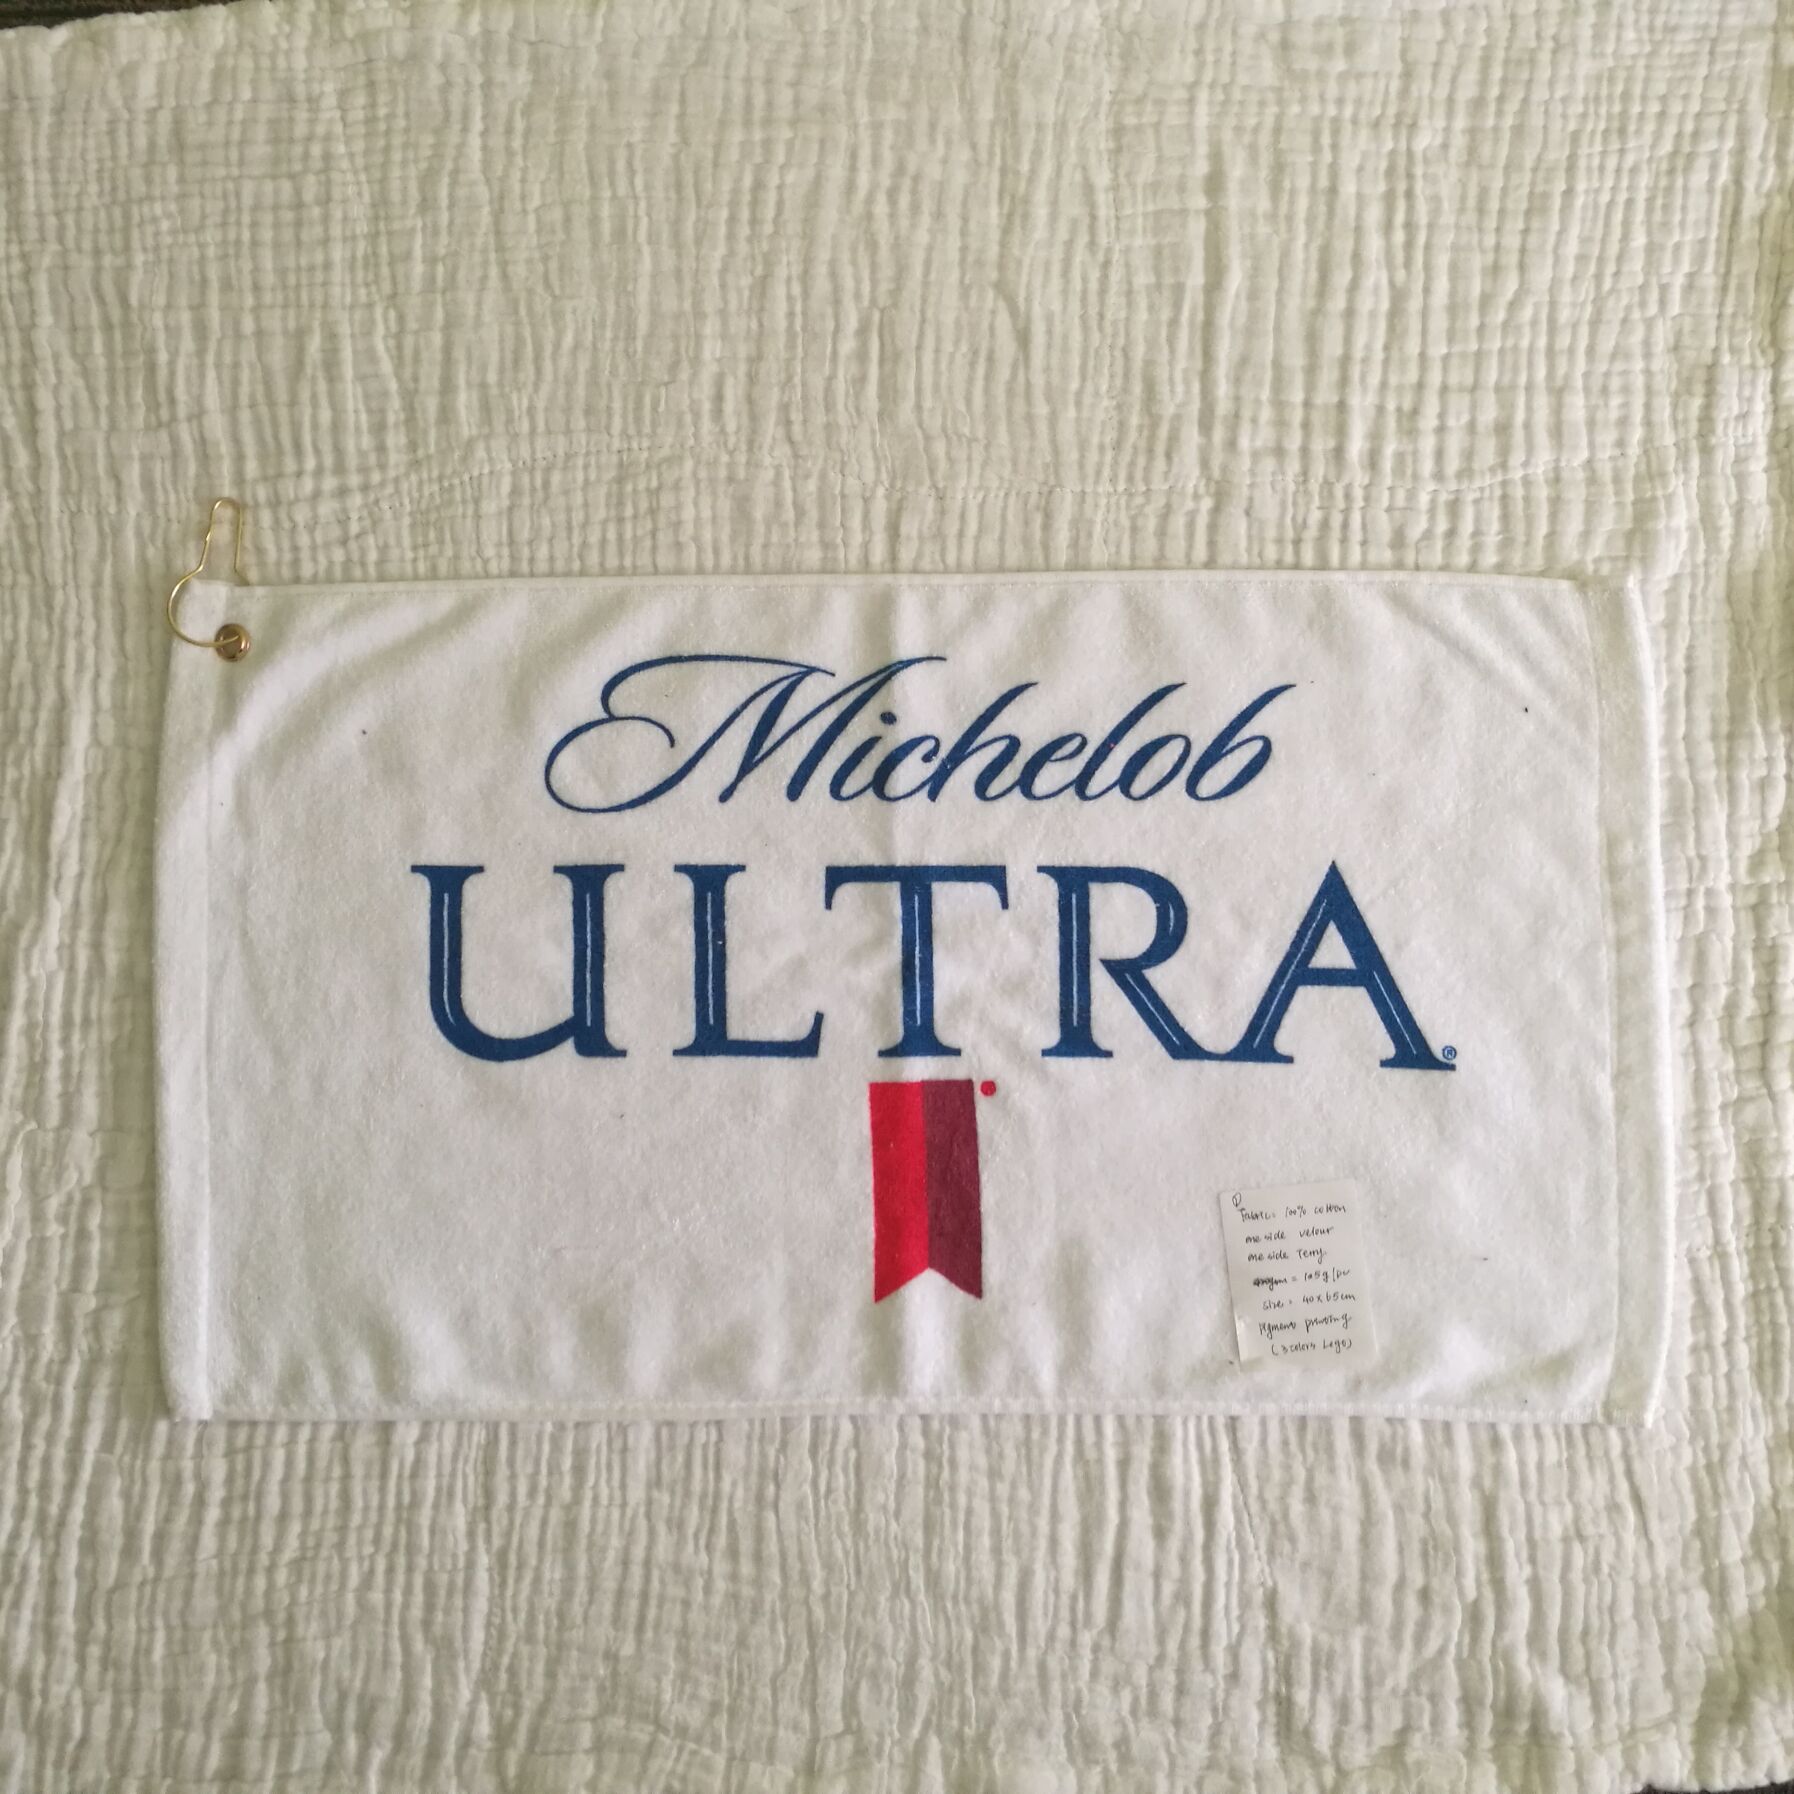 Michelob
ULTRA®
①
Fabric: 100% cotton
one side velour
one side Terry
= 105g/pc
size: 40x65cm
pigment printing
(3 colors Logo)